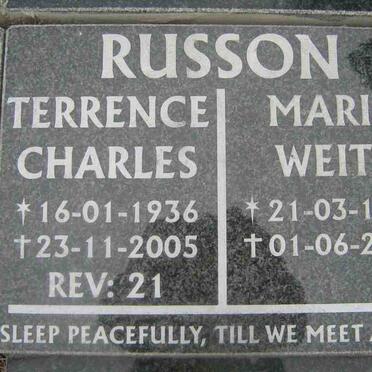 RUSSON
TERRENCE
CHARLES
*16-01-1936
†23-11-2005
REV: 21
MARI
WEIT
*21-03-1
†01-06-2
SLEEP PEACEFULLY, TILL WE MEET